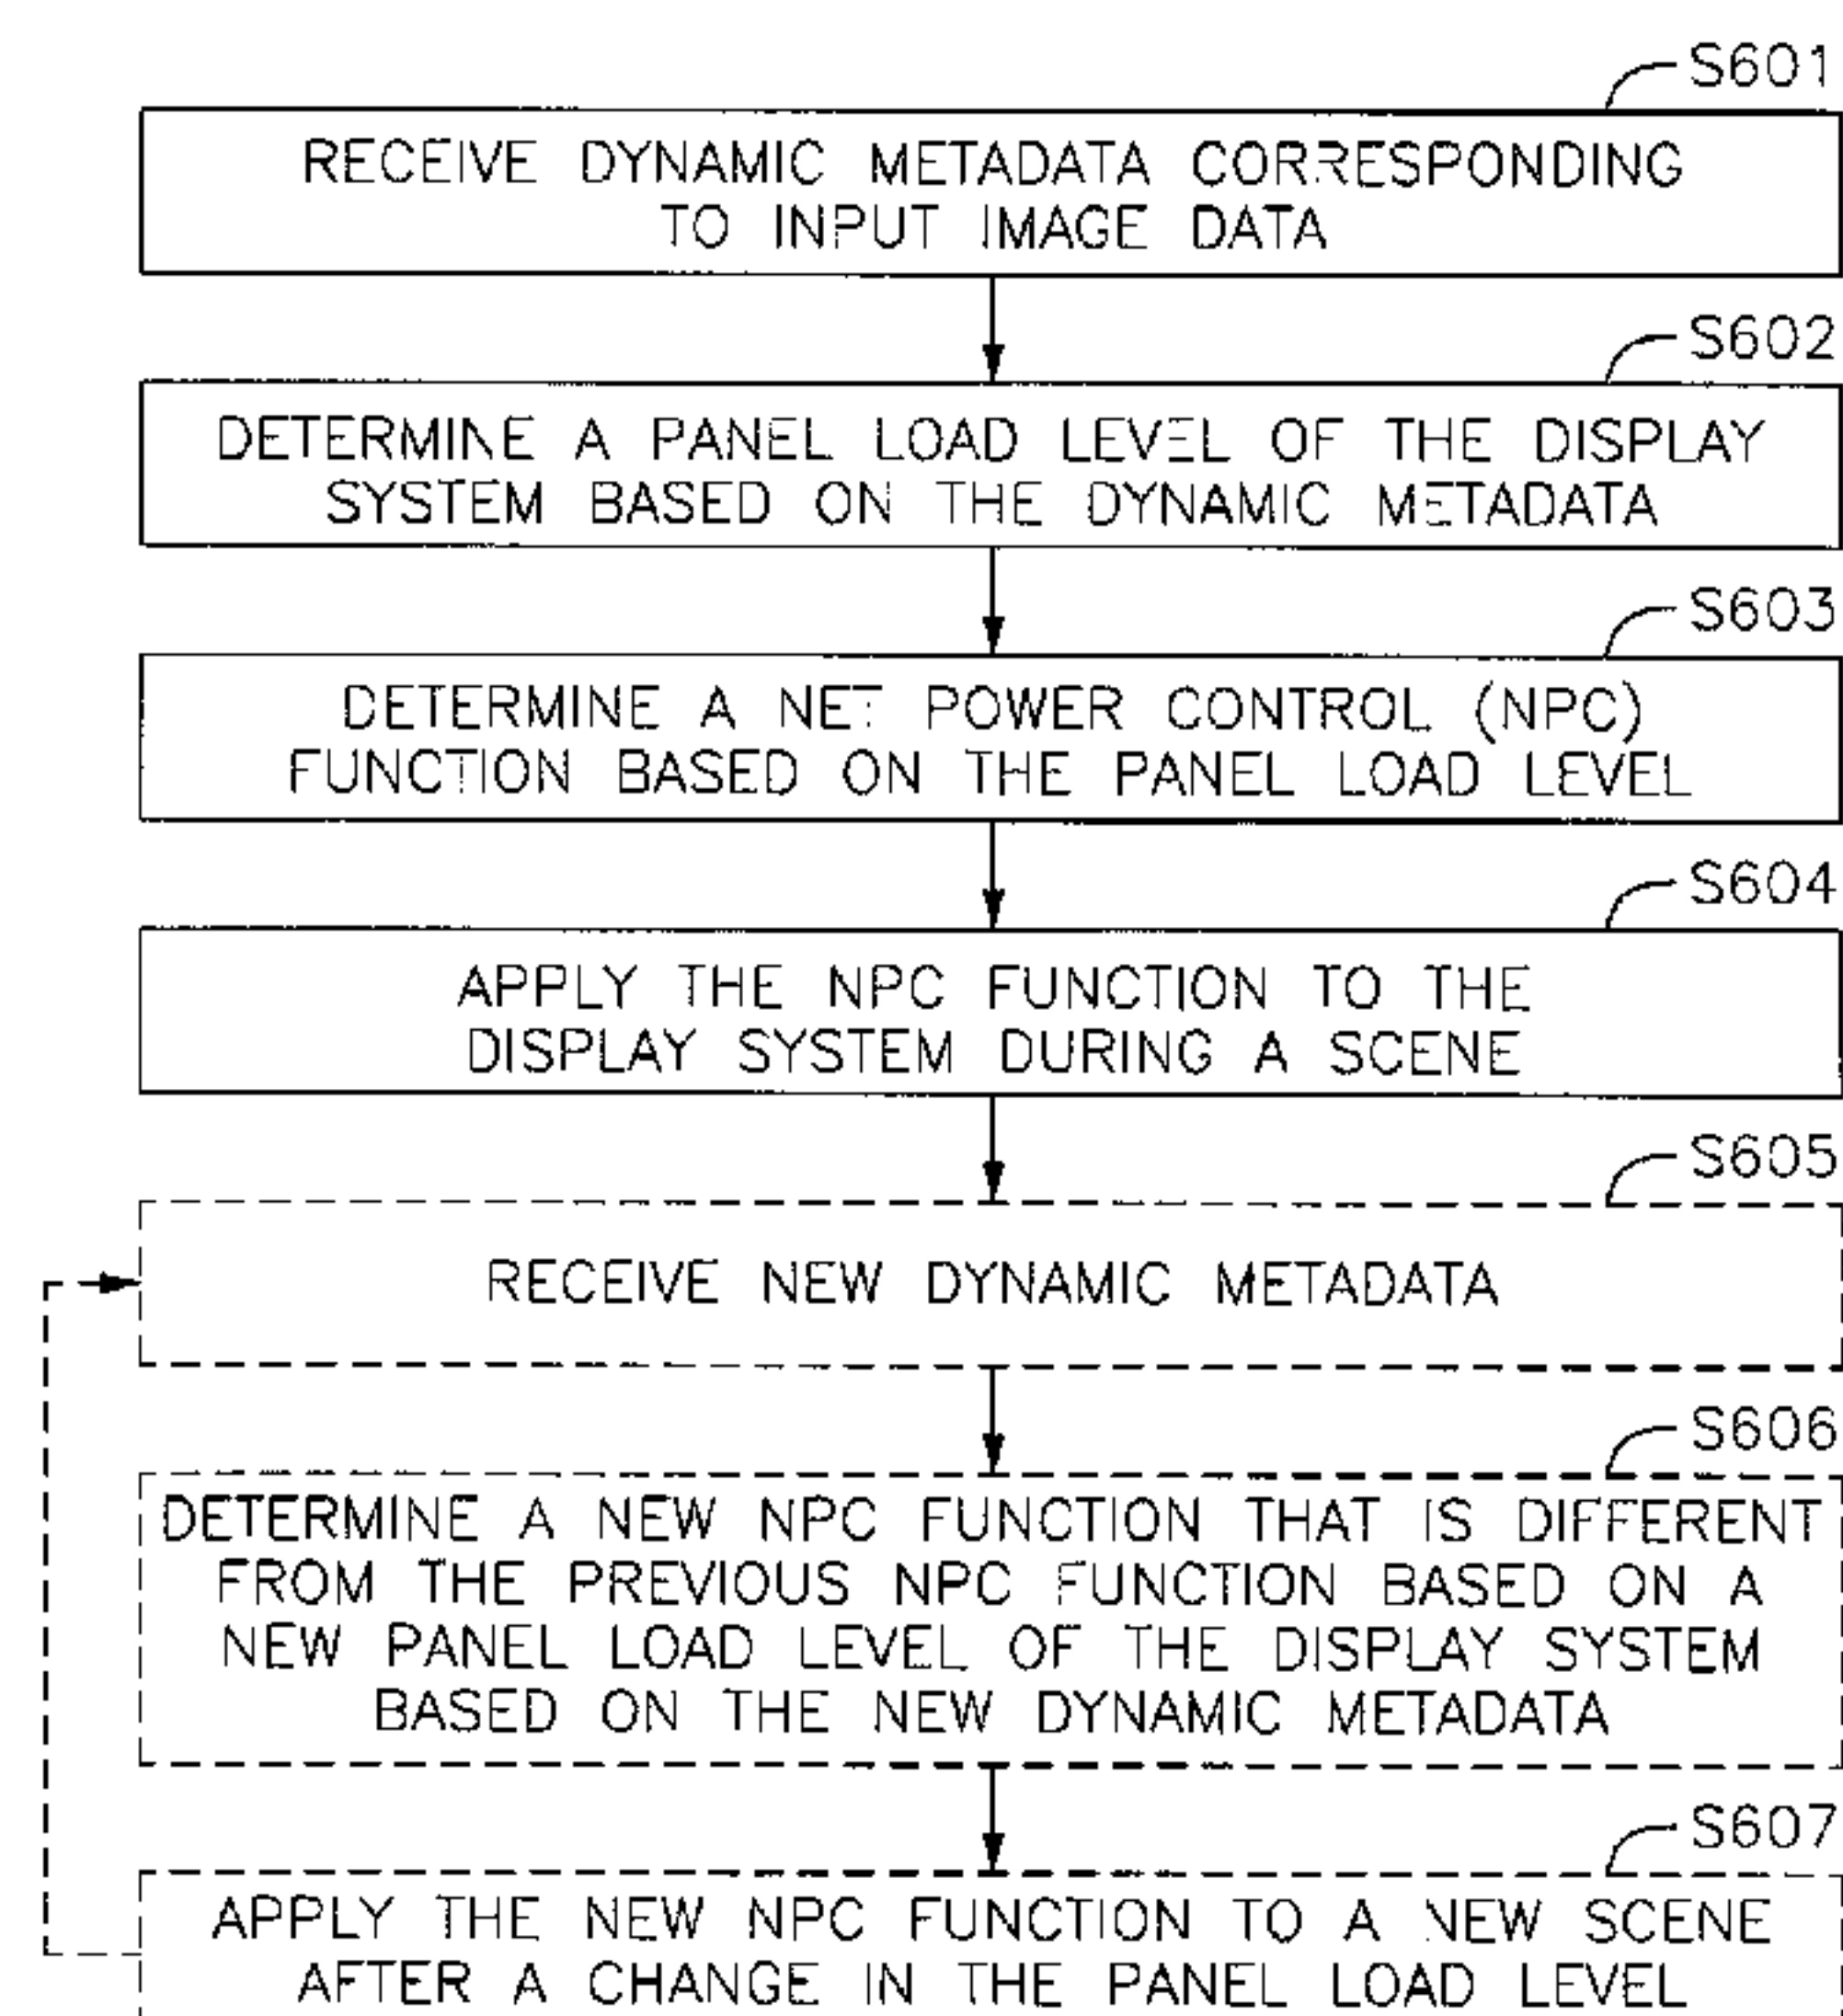 S601
RECEIVE DYNAMIC METADATA CORRESPONDING
TO INPUT IMAGE DATA
S602
DETERMINE A PANEL LOAD LEVEL OF THE DISPLAY
SYSTEM BASED ON THE DYNAMIC METADATA
S603
DETERMINE A NET POWER CONTROL (NPC)
FUNCTION BASED ON THE PANEL LOAD LEVEL
S604
APPLY THE NPC FUNCTION TO THE
DISPLAY SYSTEM DURING A SCENE
S605
RECEIVE NEW DYNAMIC METADATA
S606
DETERMINE A NEW NPC FUNCTION THAT IS DIFFERENT
FROM THE PREVIOUS NPC FUNCTION BASED ON A
NEW PANEL LOAD LEVEL OF THE DISPLAY SYSTEM
BASED ON THE NEW DYNAMIC METADATA
S607
APPLY THE NEW NPC FUNCTION TO A NEW SCENE
AFTER A CHANGE IN THE PANEL LOAD LEVEL